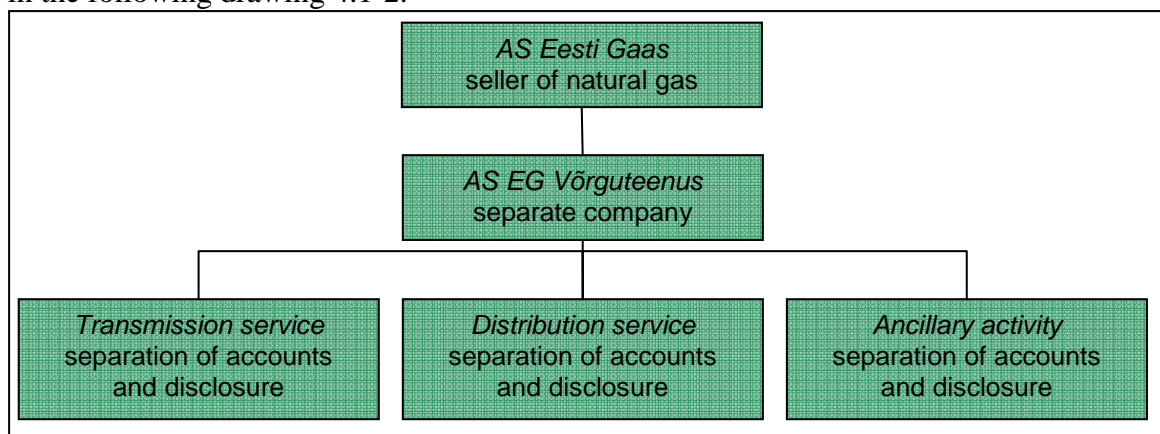 in the following drawing 4.1-2.
AS Eesti Gaas
seller of natural gas
AS EG Võrguteenus
separate company
Transmission service
separation of accounts
and disclosure
Distribution service
separation of accounts
and disclosure
Ancillary activity
separation of accounts
and disclosure